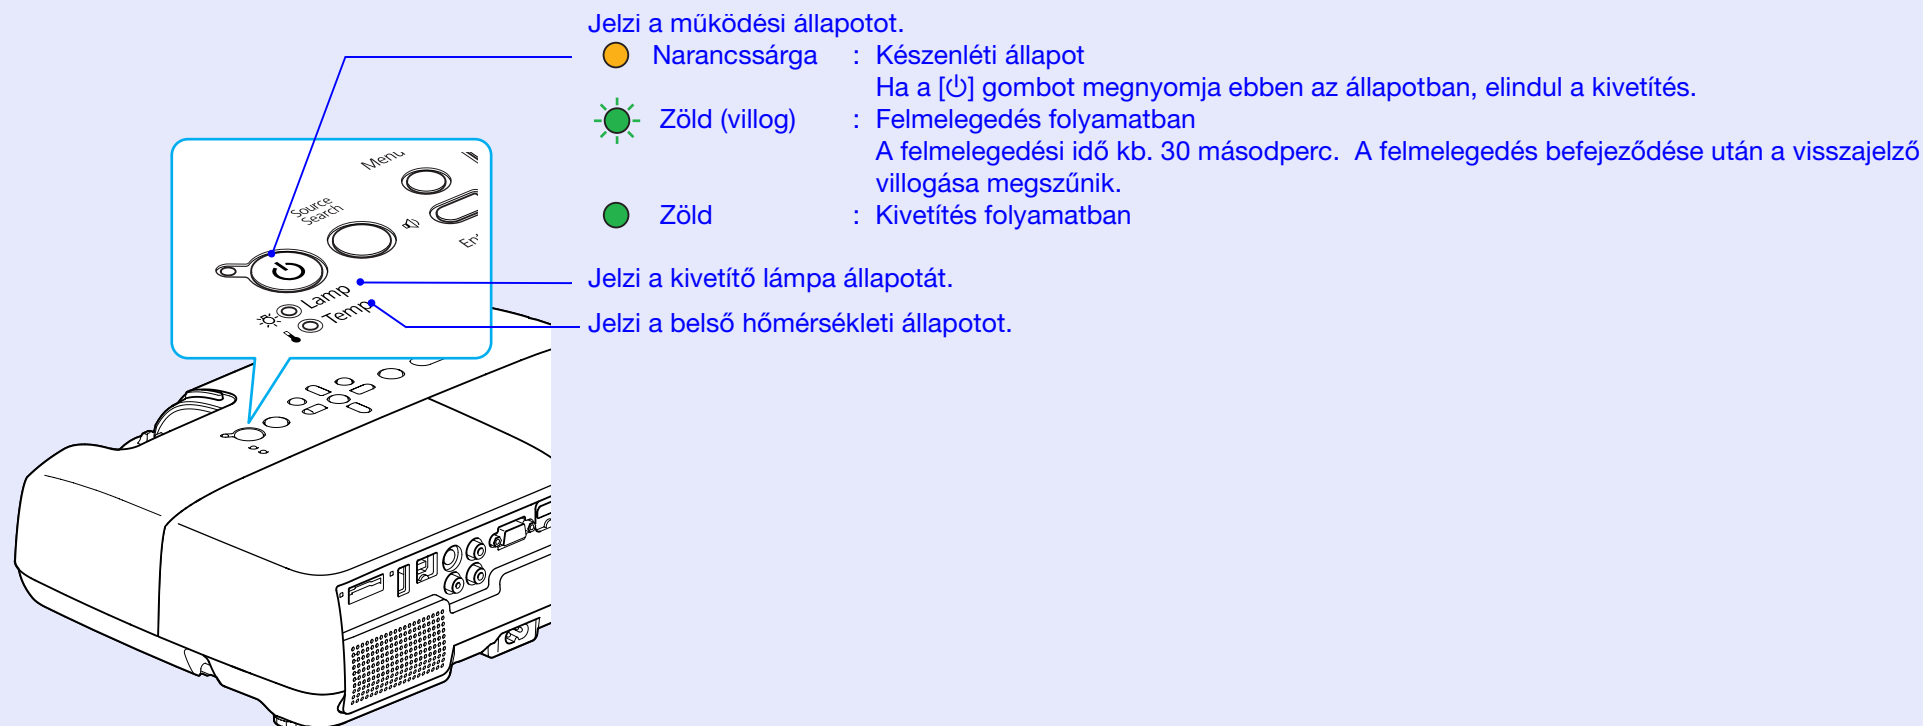 Jelzi a működési állapotot.
Narancssárga : Készenléti állapot
Ha a [⏻] gombot megnyomja ebben az állapotban, elindul a kivetítés.
Zöld (villog) : Felmelegedés folyamatban
A felmelegedési idő kb. 30 másodperc. A felmelegedés befejeződése után a visszajelző
villogása megszűnik.
Zöld : Kivetítés folyamatban
Jelzi a kivetítő lámpa állapotát.
Jelzi a belső hőmérsékleti állapotot.
Menu
Source
Search
Ent
Lamp
Temp